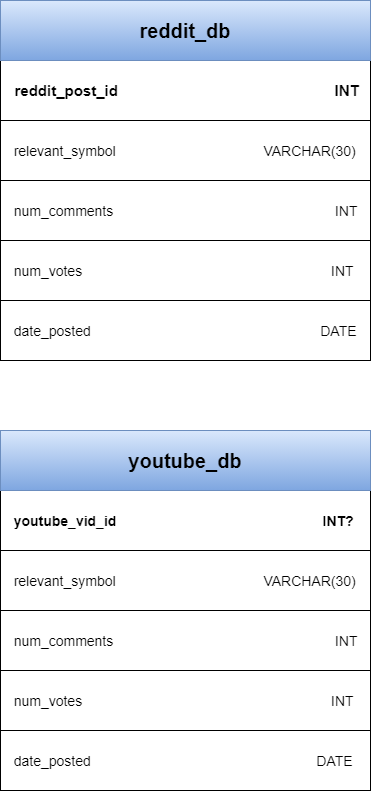 reddit_db
reddit_post_id INT
relevant_symbol VARCHAR(30)
num_comments INT
num_votes INT
date_posted DATE
youtube_db
youtube_vid_id INT?
relevant_symbol VARCHAR(30)
num_comments INT
num_votes INT
date_posted DATE